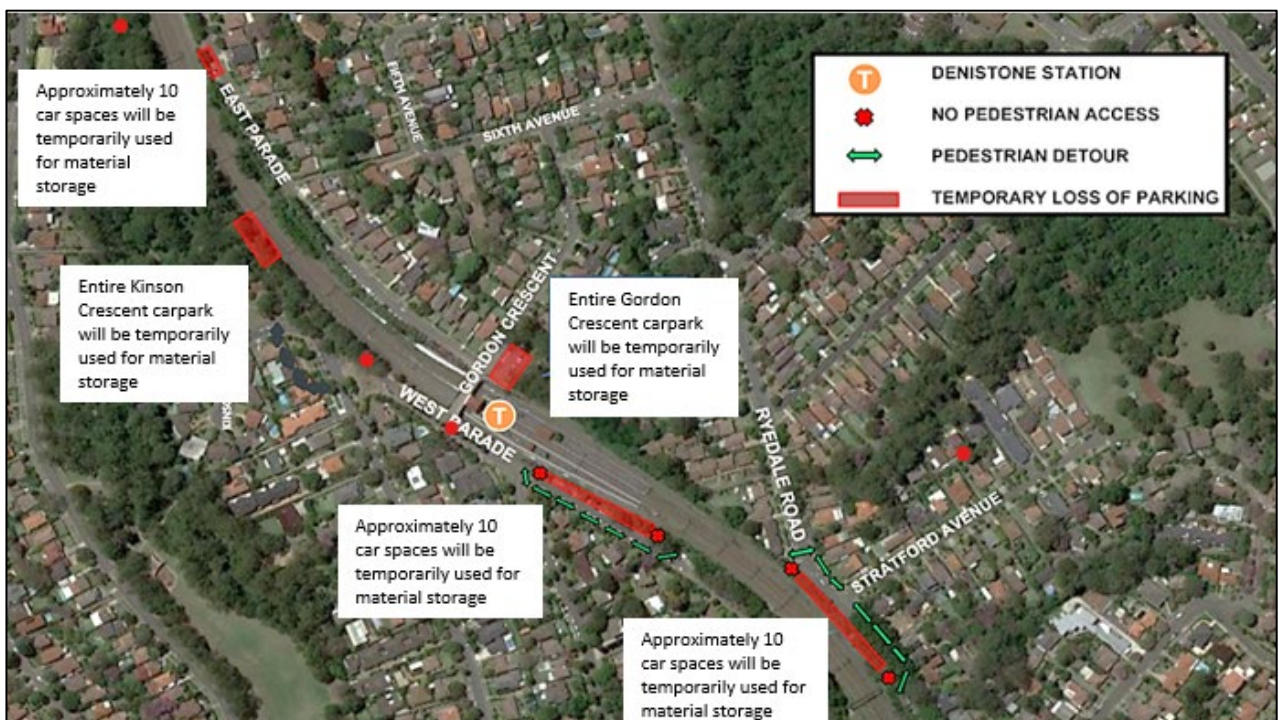 Approximately 10
car spaces will be
temporarily used
for material
storage
EAST PARADE
FIFTH AVENUE
SIXTH AVENUE
T DENISTONE STATION
NO PEDESTRIAN ACCESS
PEDESTRIAN DETOUR
TEMPORARY LOSS OF PARKING
Entire Kinson
Crescent carpark
will be temporarily
used for material
storage
GORDON CRESCENT
Entire Gordon
Crescent carpark
will be temporarily
used for material
storage
WEST PARADE
T
RYEDALE ROAD
STRATFORD AVENUE
Approximately 10
car spaces will be
temporarily used for
material storage
Approximately 10
car spaces will be
temporarily used for
material storage